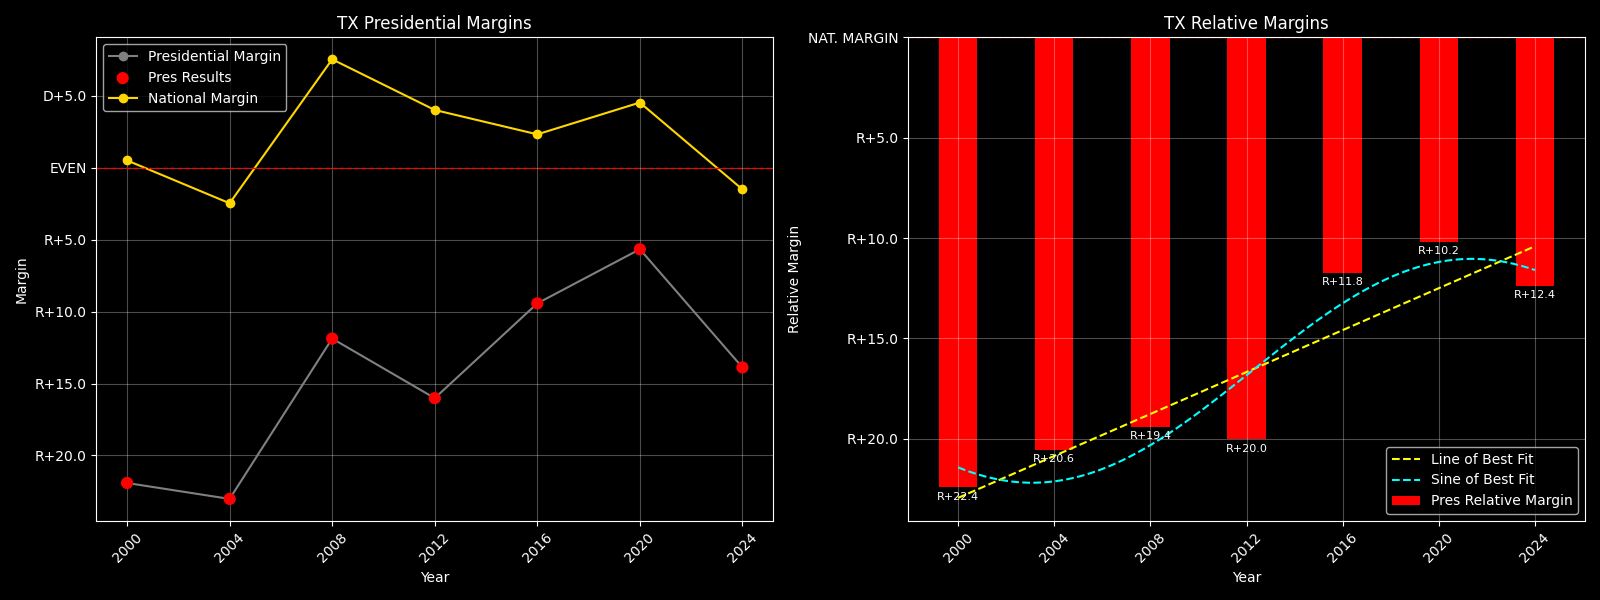 TX Presidential Margins
Presidential Margin
Pres Results
National Margin
D+5.0
EVEN
R+5.0
R+10.0
R+15.0
R+20.0
Margin
2000
2004
2008
2012
2016
2020
2024
Year
TX Relative Margins
NAT. MARGIN
R+5.0
R+10.0
R+15.0
R+20.0
Relative Margin
R+22.4
R+20.6
R+19.4
R+20.0
R+11.8
R+10.2
R+12.4
Line of Best Fit
Sine of Best Fit
Pres Relative Margin
2000
2004
2008
2012
2016
2020
2024
Year